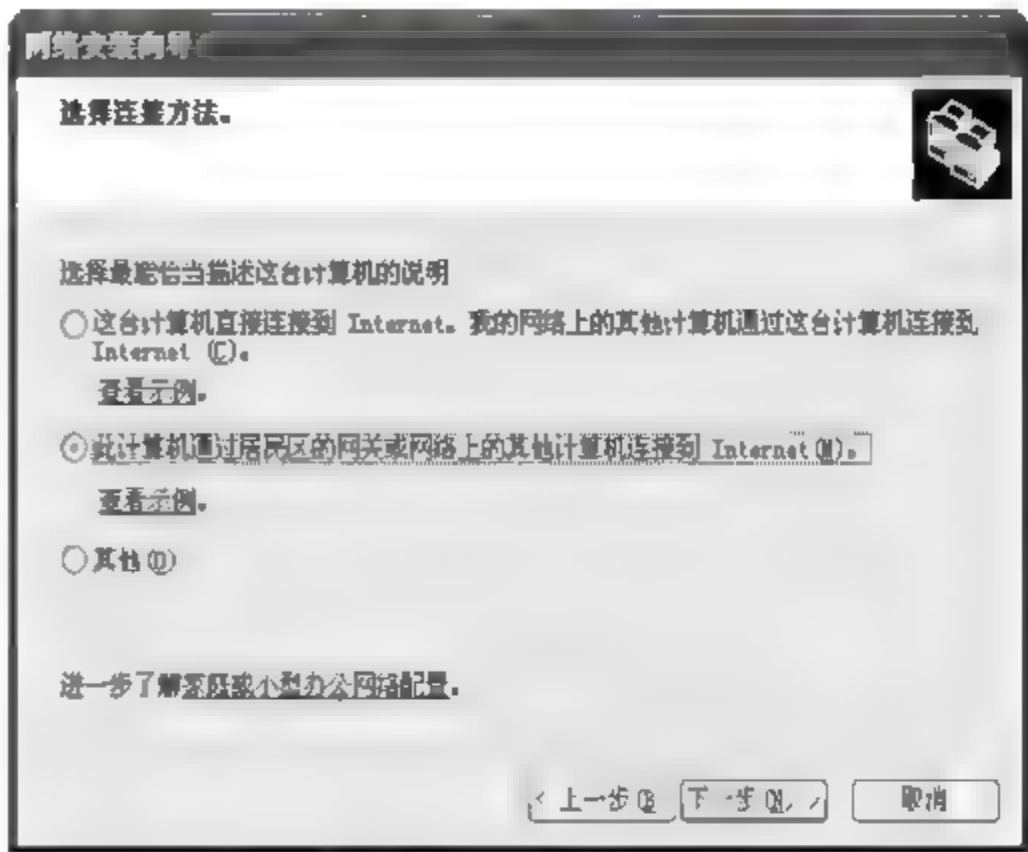 网络安装向导
选择连接方法。
选择最能恰当描述这台计算机的说明
这台计算机直接连接到 Internet。我的网络上的其他计算机通过这台计算机连接到
Internet (C)。
查看示例。
此计算机通过居民区的网关或网络上的其他计算机连接到 Internet(N)。
查看示例。
其他(O)
进一步了解家庭或小型办公网络配置。
< 上一步(B)
下一步(N) >
取消